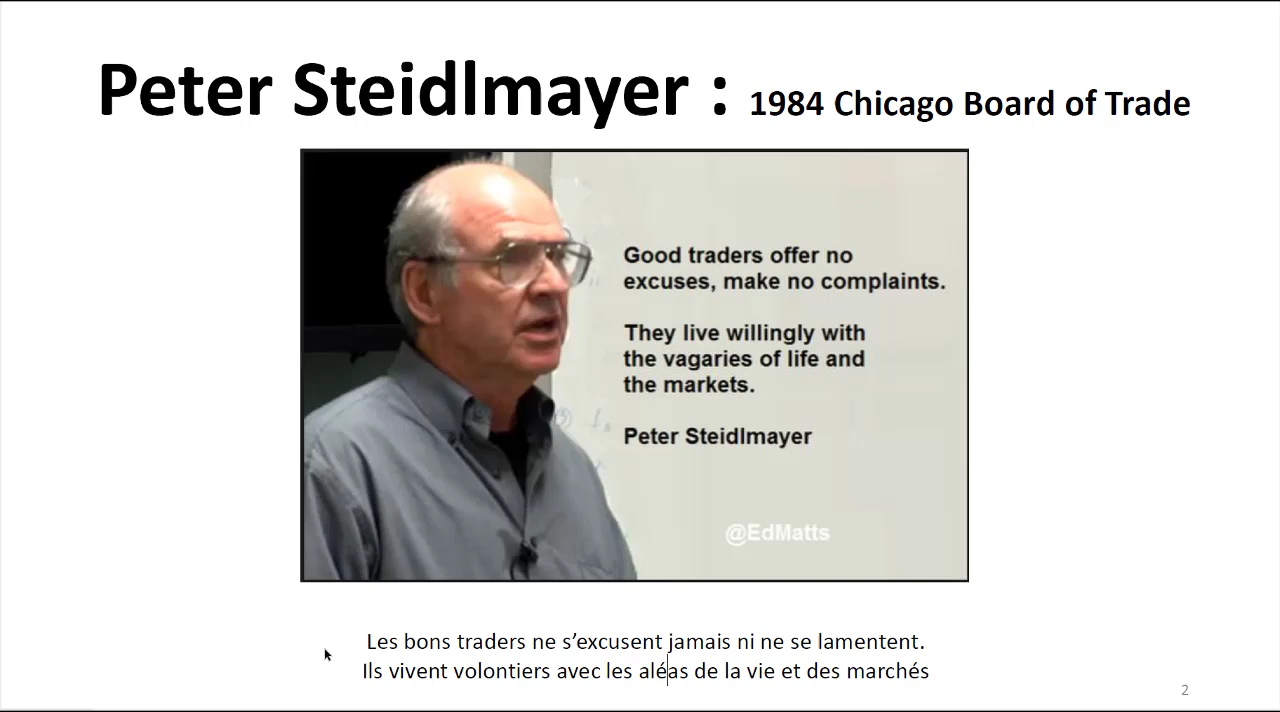 Peter Steidlmayer : 1984 Chicago Board of Trade
Good traders offer no
excuses, make no complaints.
They live willingly with
the vagaries of life and
the markets.
Peter Steidlmayer
@EdMatts
Les bons traders ne s’excusent jamais ni ne se lamentent.
Ils vivent volontiers avec les aléas de la vie et des marchés
2